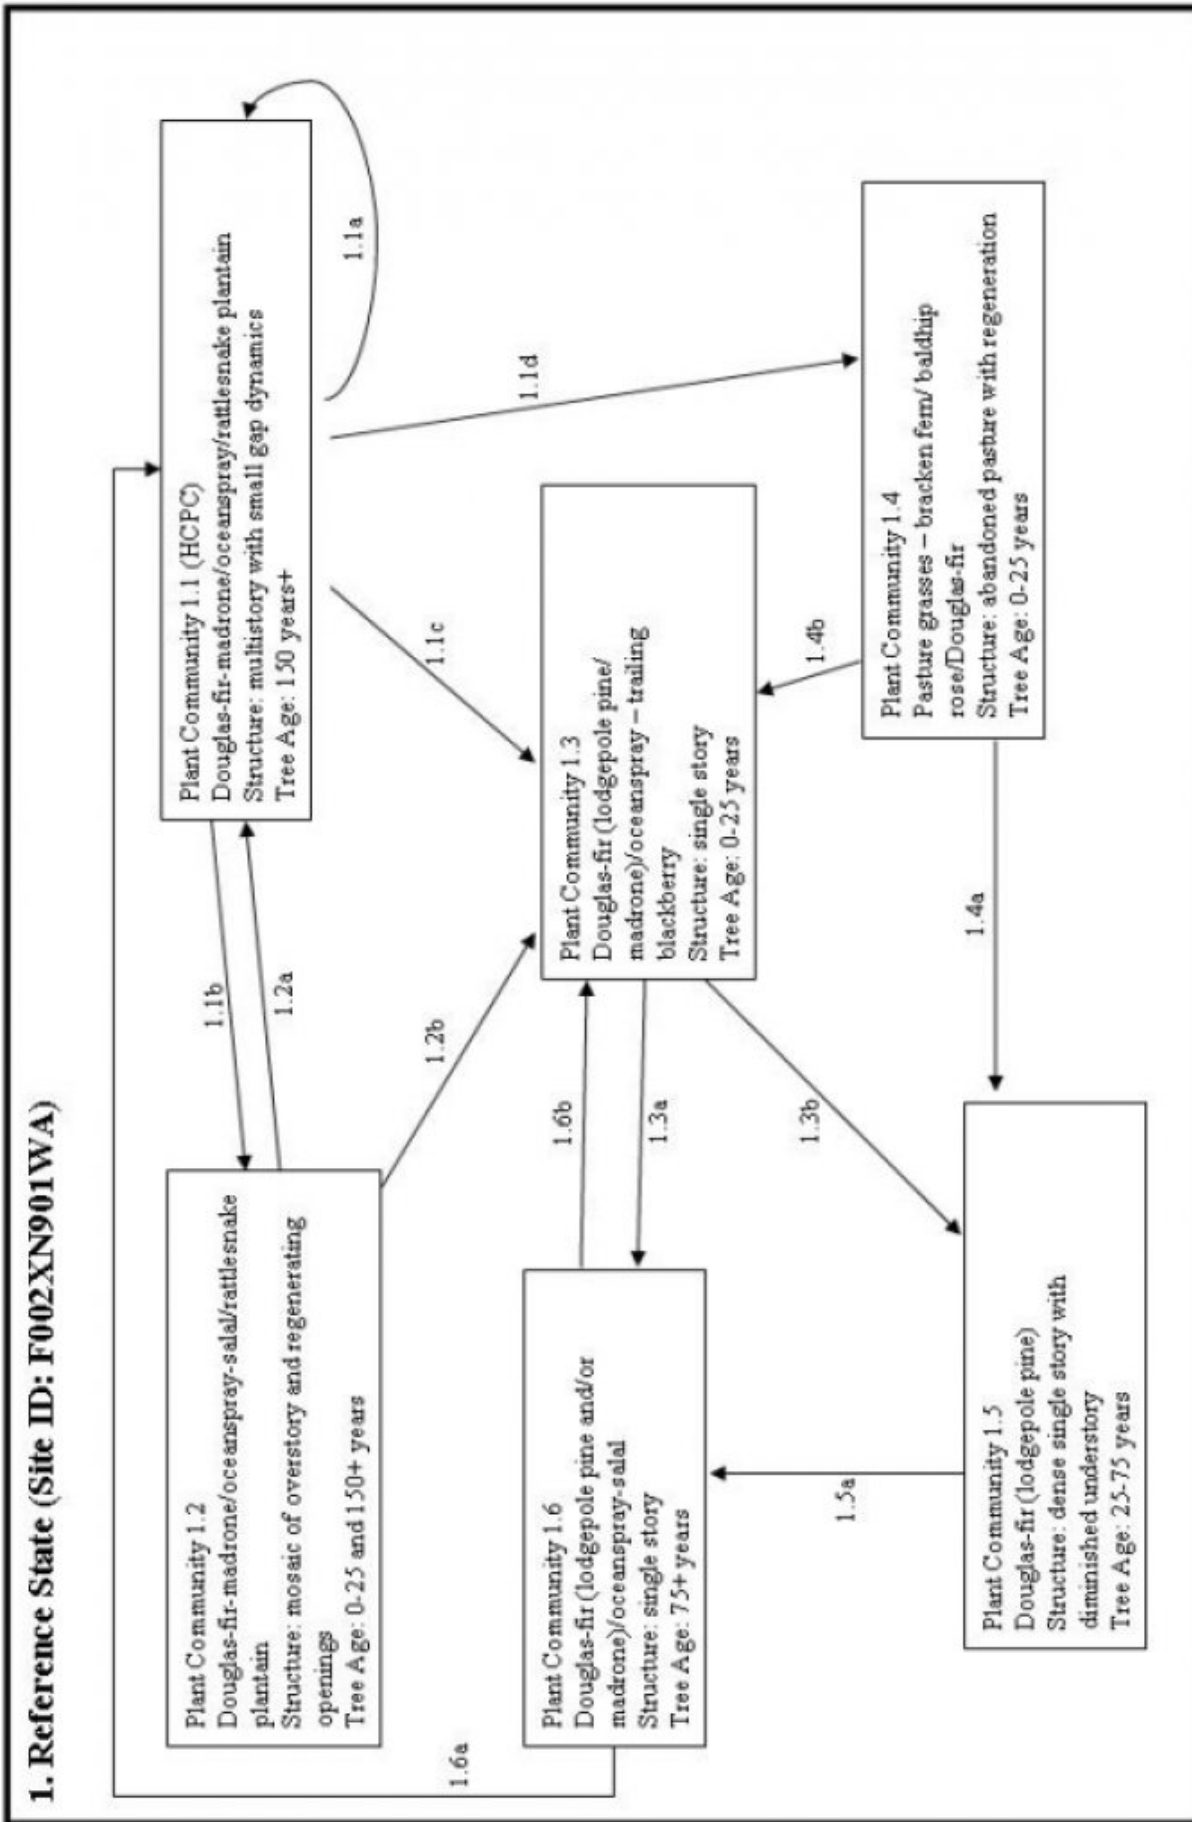 1. Reference State (Site ID: F002XN901WA)
Plant Community 1.2
Douglas-fir-madrone/oceanspray-salal/rattlesnake
plantain
Structure: mosaic of overstory and regenerating
openings
Tree Age: 0-25 and 150+ years
1.1b
1.2a
Plant Community 1.1 (HCPC)
Douglas-fir-madrone/oceanspray/rattlesnake plantain
Structure: multistory with small gap dynamics
Tree Age: 150 years+
1.1a
1.6a
1.2b
1.1c
1.1d
Plant Community 1.6
Douglas-fir (lodgepole pine and/or
madrone)/oceanspray-salal
Structure: single story
Tree Age: 75+ years
1.6b
1.3a
Plant Community 1.3
Douglas-fir (lodgepole pine/
madrone)/oceanspray – trailing
blackberry
Structure: single story
Tree Age: 0-25 years
1.3b
1.4b
1.5a
1.4a
Plant Community 1.4
Pasture grasses – bracken fern/ baldhip
rose/Douglas-fir
Structure: abandoned pasture with regeneration
Tree Age: 0-25 years
Plant Community 1.5
Douglas-fir (lodgepole pine)
Structure: dense single story with
diminished understory
Tree Age: 25-75 years